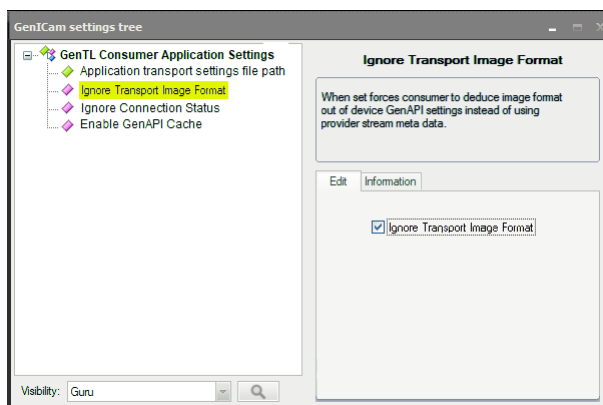 GenICam settings tree
GenTL Consumer Application Settings
Application transport settings file path
Ignore Transport Image Format
Ignore Connection Status
Enable GenAPI Cache
Visibility: Guru
Ignore Transport Image Format
When set forces consumer to deduce image format
out of device GenAPI settings instead of using
provider stream meta data.
Edit Information
Ignore Transport Image Format